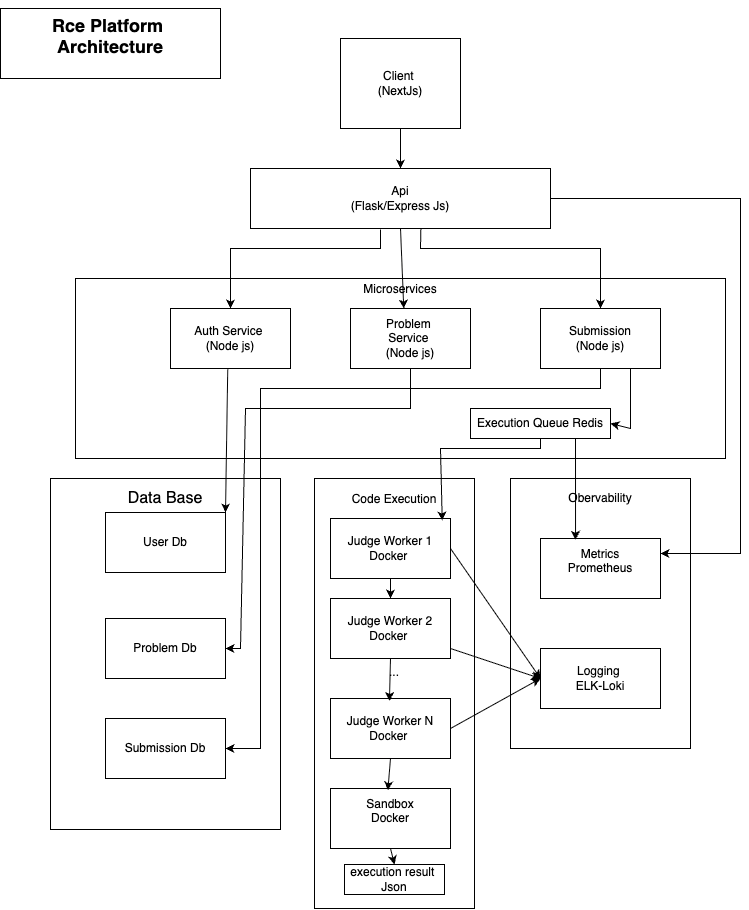 Rce Platform
Architecture
Client
(NextJs)
Api
(Flask/Express Js)
Microservices
Auth Service
(Node js)
Problem
Service
(Node js)
Submission
(Node js)
Execution Queue Redis
Data Base
User Db
Problem Db
Submission Db
Code Execution
Judge Worker 1
Docker
Judge Worker 2
Docker
...
Judge Worker N
Docker
Sandbox
Docker
execution result
Json
Obervability
Metrics
Prometheus
Logging
ELK-Loki